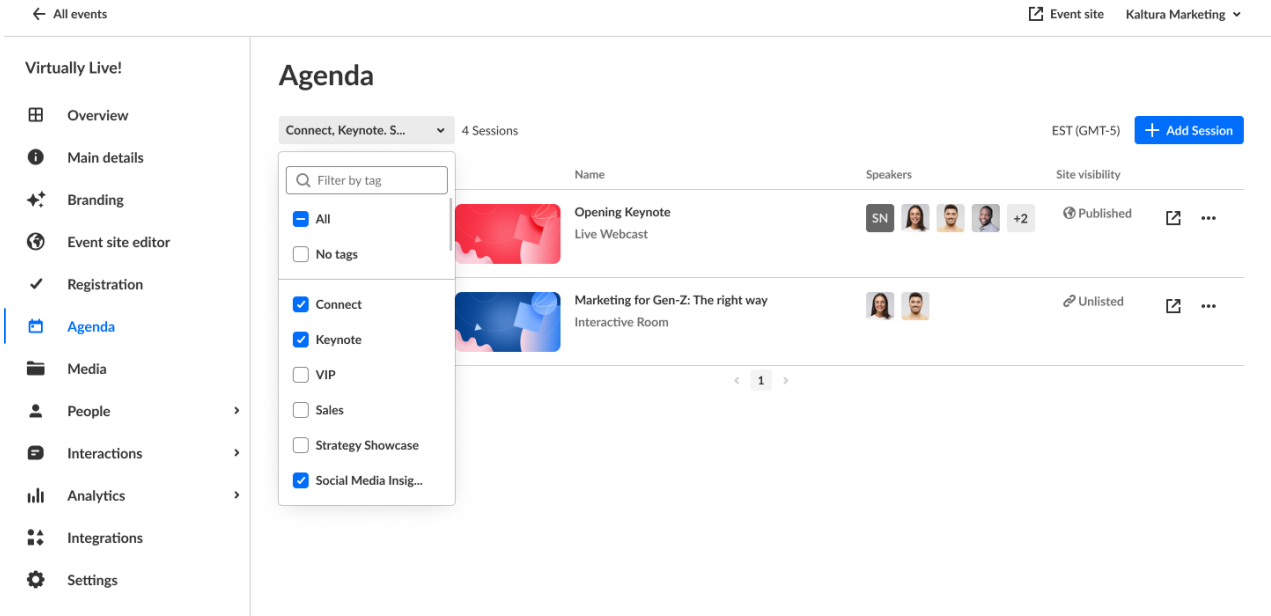 All events
Event site
Kaltura Marketing
Virtually Live!
Overview
Main details
Branding
Event site editor
Registration
Agenda
Media
People
Interactions
Analytics
Integrations
Settings
Agenda
Connect, Keynote. S...
4 Sessions
EST (GMT-5)
Add Session
Filter by tag
All
No tags
Connect
Keynote
VIP
Sales
Strategy Showcase
Social Media Insig...
Name
Speakers
Site visibility
Opening Keynote
Live Webcast
SN
+2
Published
Marketing for Gen-Z: The right way
Interactive Room
Unlisted
1